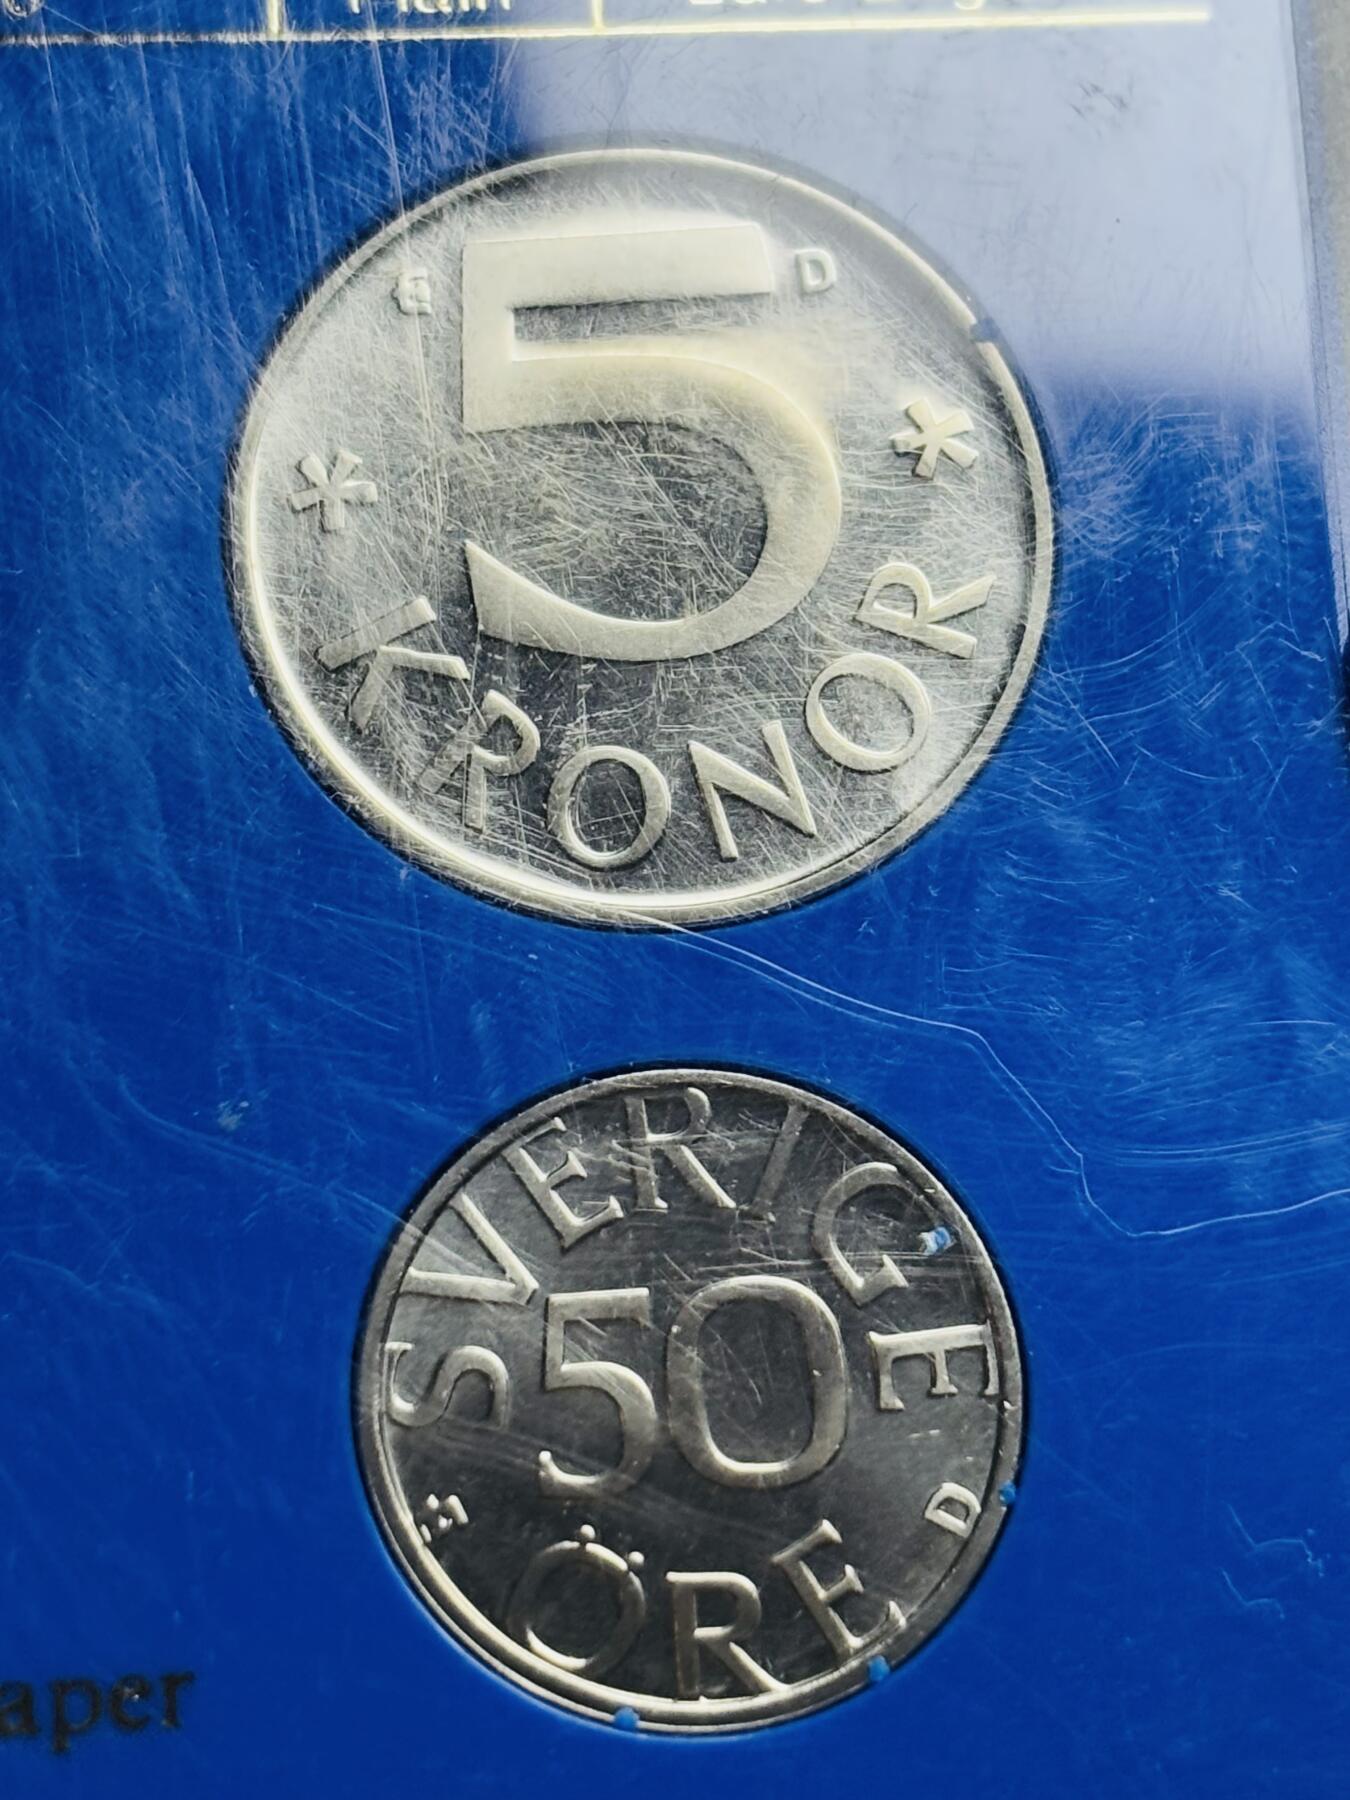 E 5 D
* *
KRONOR
SVERIGE
50
E D
ÖRE
aper